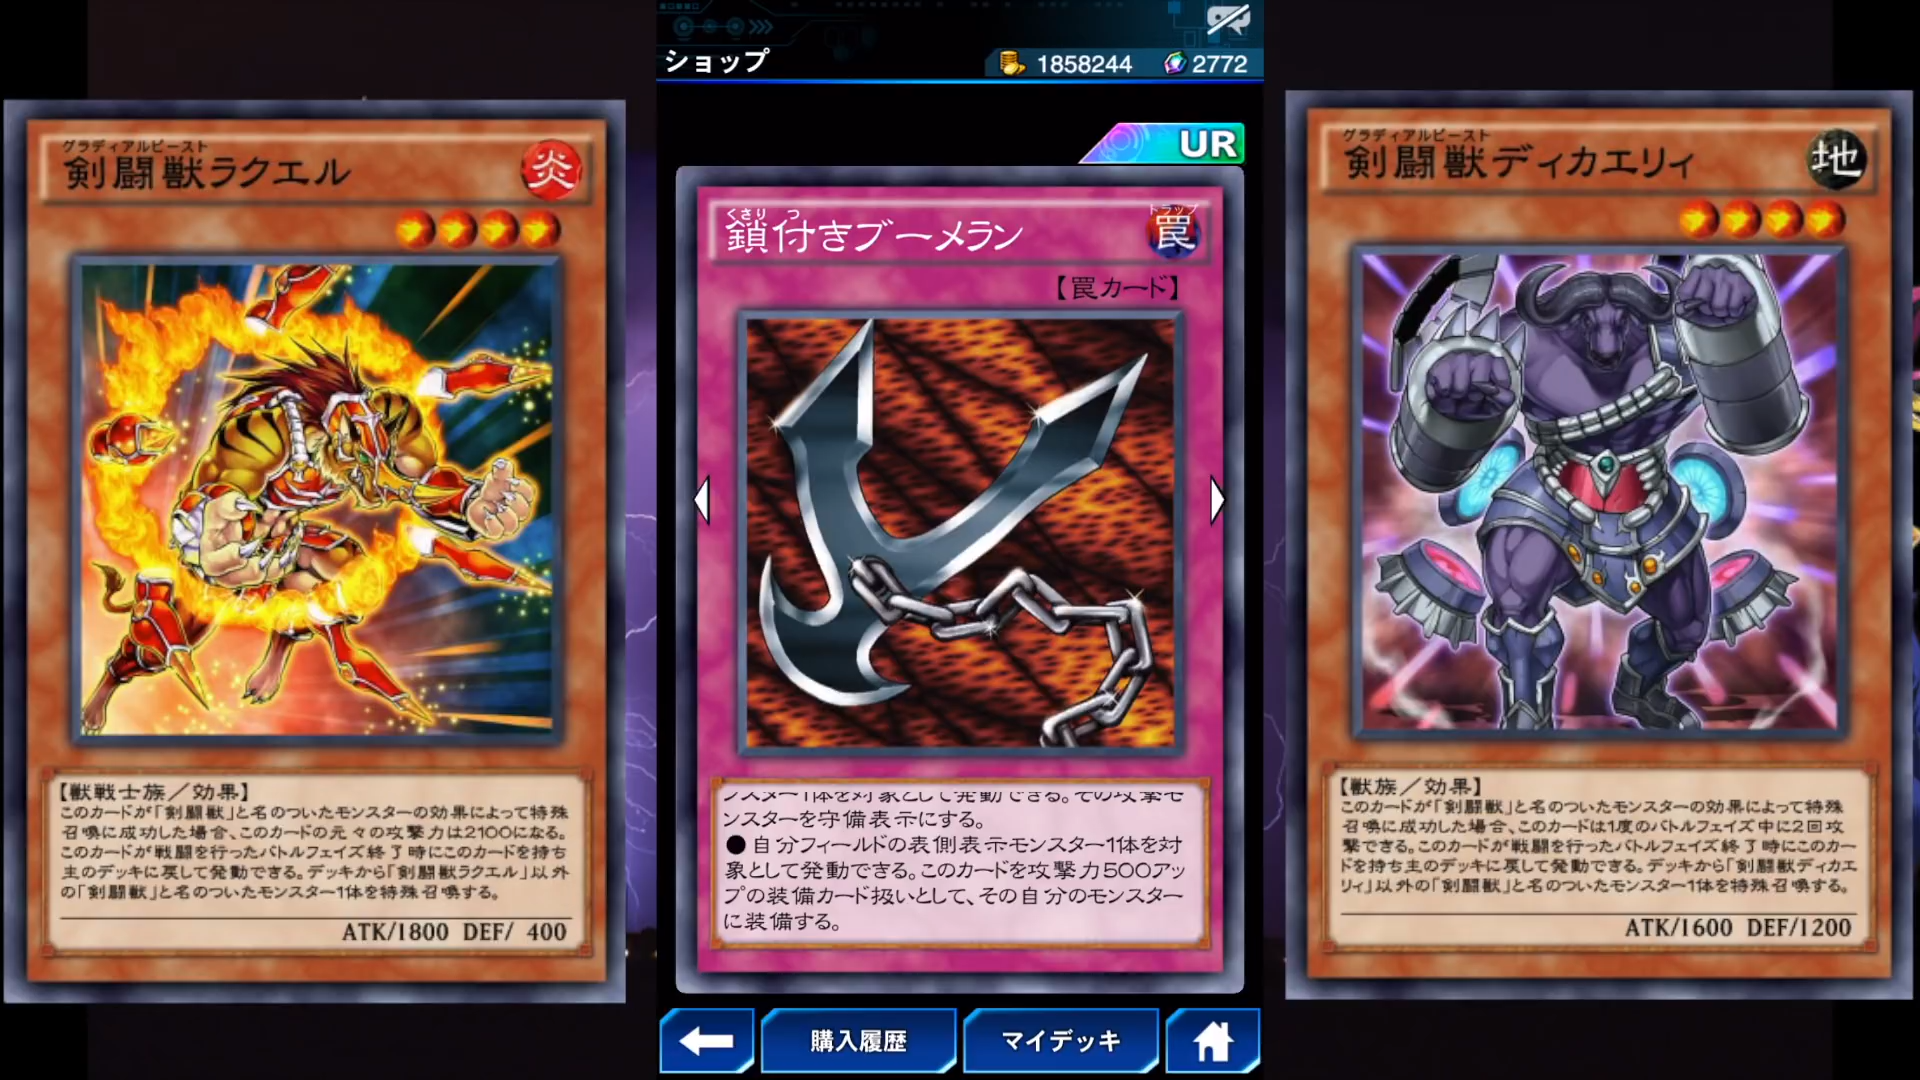 グラディアルビースト
剣闘獣ラクエル
炎
【獣戦士族／効果】
このカードが「剣闘獣」と名のついたモンスターの効果によって特殊
召喚に成功した場合、このカードの元々の攻撃力は2100になる。
このカードが戦闘を行ったバトルフェイズ終了時にこのカードを持ち
主のデッキに戻して発動できる。デッキから「剣闘獣ラクエル」以外
の「剣闘獣」と名のついたモンスター1体を特殊召喚する。
ATK/1800 DEF/ 400
ショップ
1858244
2772
UR
くさり つ
鎖付きブーメラン
トラップ
罠
【罠カード】
ンスター1体を対象として発動できる。その攻撃モ
ンスターを守備表示にする。
●自分フィールドの表側表示モンスター1体を対
象として発動できる。このカードを攻撃力500アッ
プの装備カード扱いとして、その自分のモンスター
に装備する。
購入履歴
マイデッキ
グラディアルビースト
剣闘獣ディカエリィ
地
【獣族／効果】
このカードが「剣闘獣」と名のついたモンスターの効果によって特殊
召喚に成功した場合、このカードは1度のバトルフェイズ中に2回攻
撃できる。このカードが戦闘を行ったバトルフェイズ終了時にこのカー
ドを持ち主のデッキに戻して発動できる。デッキから「剣闘獣ディカエ
リィ」以外の「剣闘獣」と名のついたモンスター1体を特殊召喚する。
ATK/1600 DEF/1200